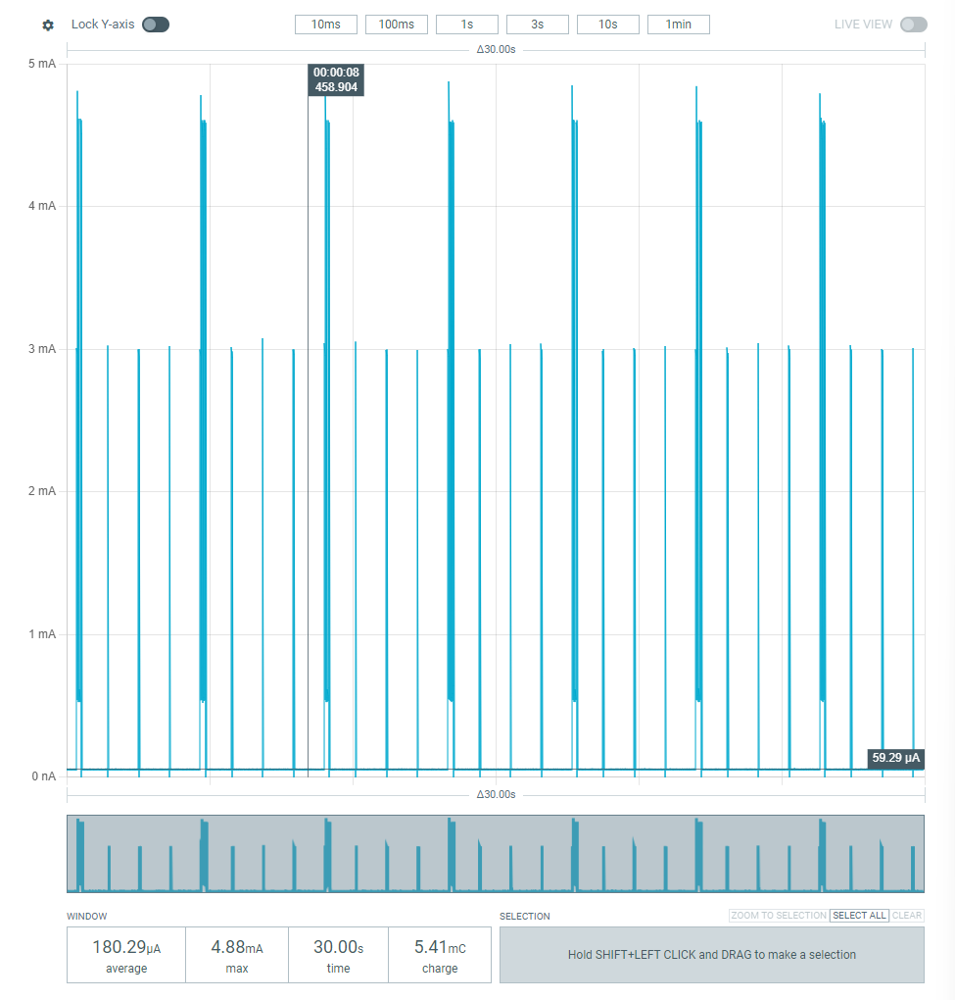 Lock Y-axis 10ms 100ms 1s 3s 10s 1min LIVE VIEW
Δ30.00s
5 mA
00:00:08
458.904
4 mA
3 mA
2 mA
1 mA
59.29 µA
0 nA
Δ30.00s
WINDOW SELECTION ZOOM TO SELECTION SELECT ALL CLEAR
180.29µA 4.88mA 30.00s 5.41mC
average max time charge
Hold SHIFT+LEFT CLICK and DRAG to make a selection